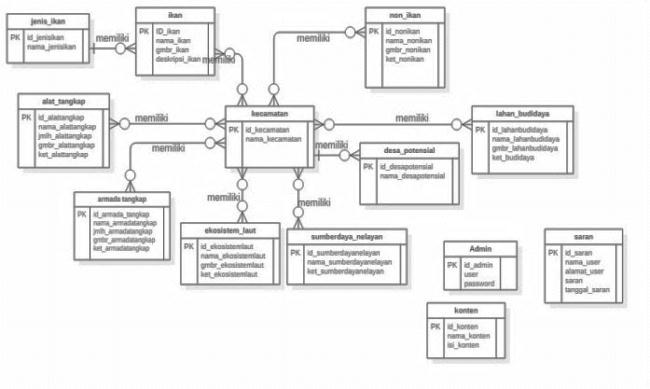 jenis_ikan
PK id_jenisikan
nama_jenisikan
memiliki
ikan
PK ID_ikan
nama_ikan
gmbr_ikan
deskripsi_ikan
memiliki
memiliki
non_ikan
PK id_nonikan
nama_nonikan
gmbr_nonikan
ket_nonikan
alat_tangkap
PK id_alattangkap
nama_alattangkap
jmlh_alattangkap
gmbr_alattangkap
ket_alattangkap
memiliki
kecamatan
PK id_kecamatan
nama_kecamatan
memiliki
lahan_budidaya
PK id_lahanbudidaya
nama_lahanbudidaya
gmbr_lahanbudidaya
ket_budidaya
memiliki
memiliki
desa_potensial
PK id_desapotensial
nama_desapotensial
armada tangkap
PK id_armada_tangkap
nama_armadatangkap
jmlh_armadatangkap
gmbr_armadatangkap
ket_armadatangkap
memiliki
memiliki
ekosistem_laut
PK id_ekosistemlaut
nama_ekosistemlaut
gmbr_ekosistemlaut
ket_ekosistemlaut
sumberdaya_nelayan
PK id_sumberdayanelayan
nama_sumberdayanelayan
ket_sumberdayanelayan
Admin
PK id_admin
user
password
saran
PK id_saran
nama_user
alamat_user
saran
tanggal_saran
konten
PK id_konten
nama_konten
isi_konten